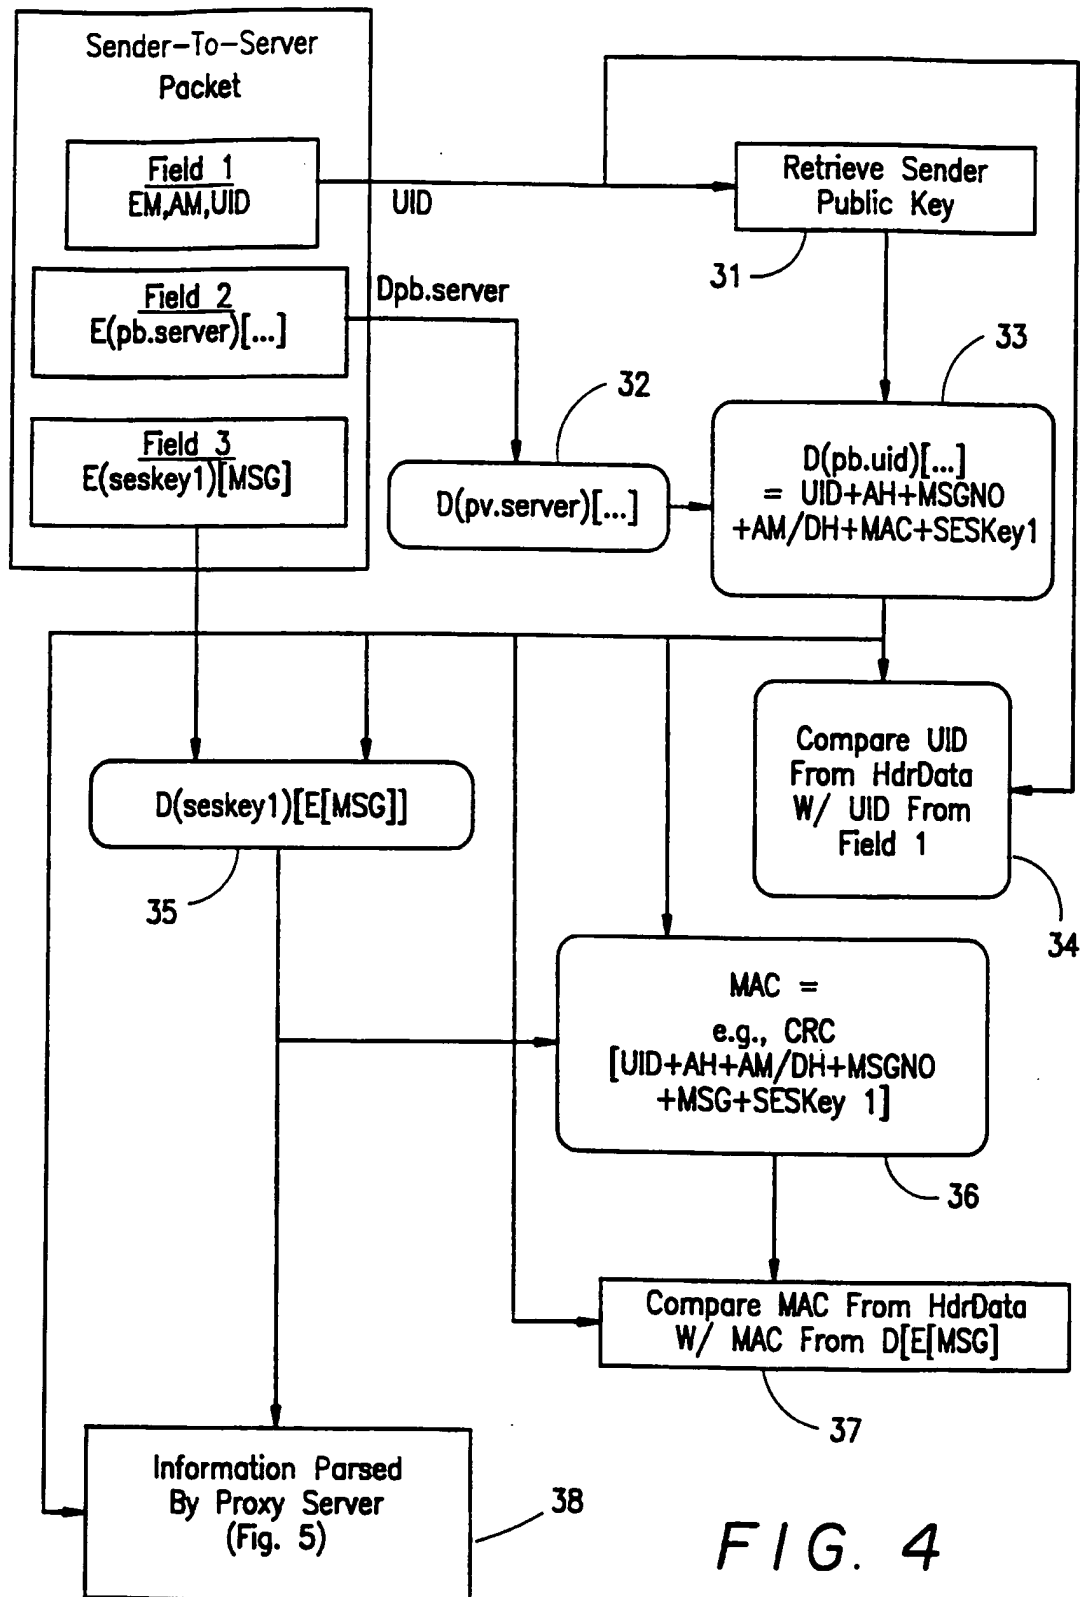 Sender-To-Server
Packet
Field 1
EM,AM,UID
UID
Retrieve Sender
Public Key
31
Field 2
E(pb.server)[...]
Dpb.server
33
32
Field 3
E(seskey1)[MSG]
D(pv.server)[...]
D(pb.uid)[...]
= UID+AH+MSGNO
+AM/DH+MAC+SESKey1
Compare UID
From HdrData
W/ UID From
Field 1
34
D(seskey1)[E[MSG]]
35
MAC =
e.g., CRC
[UID+AH+AM/DH+MSGNO
+MSG+SESKey 1]
36
Compare MAC From HdrData
W/ MAC From D[E[MSG]
37
Information Parsed
By Proxy Server
(Fig. 5)
38
FIG. 4